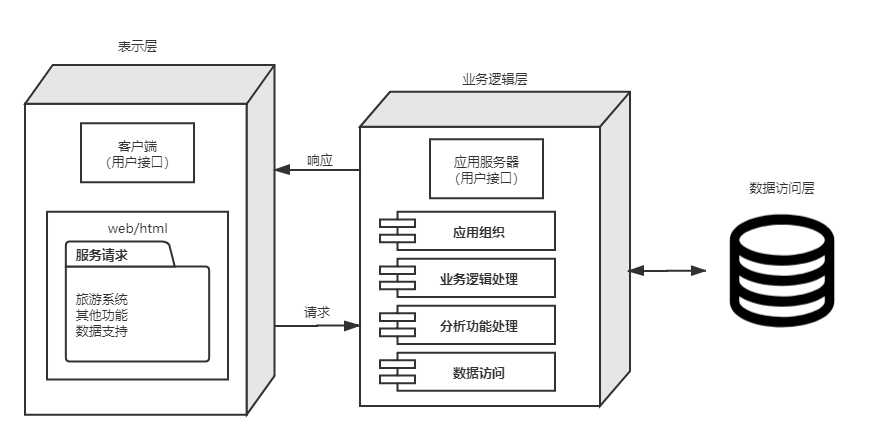 表示层
客户端
(用户接口)
web/html
服务请求
旅游系统
其他功能
数据支持
响应
请求
业务逻辑层
应用服务器
(用户接口)
应用组织
业务逻辑处理
分析功能处理
数据访问
数据访问层